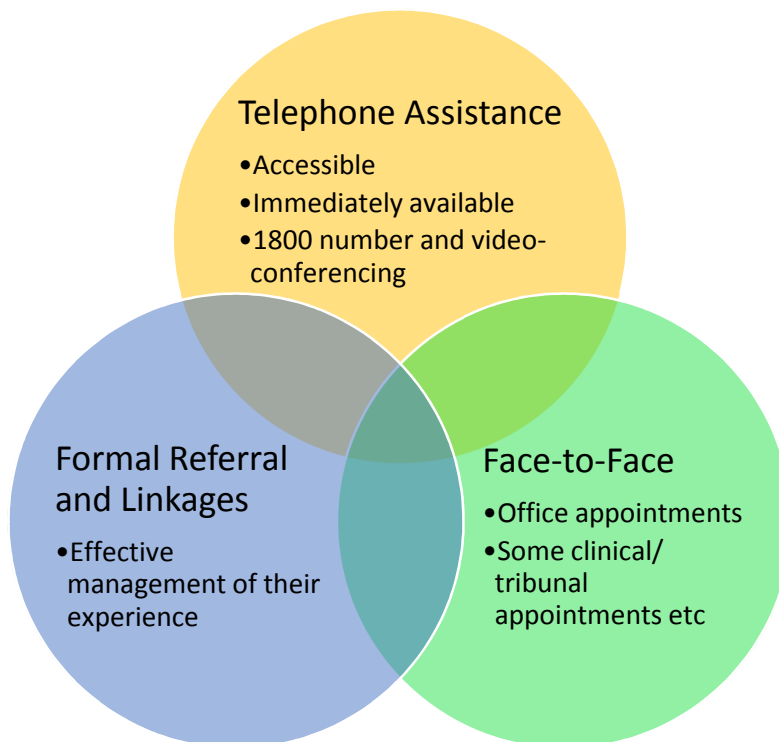 Telephone Assistance
•Accessible
•Immediately available
•1800 number and video-
conferencing
Formal Referral
and Linkages
•Effective
management of their
experience
Face-to-Face
•Office appointments
•Some clinical/
tribunal
appointments etc